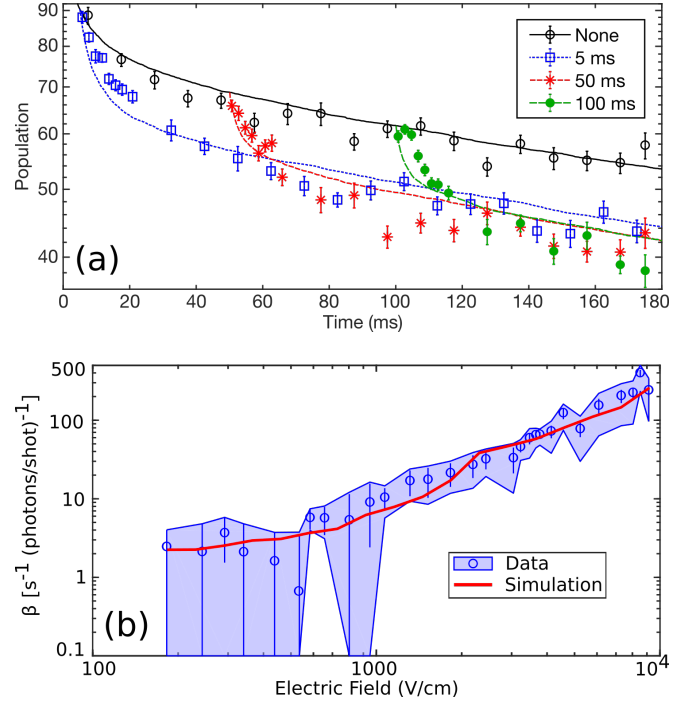 90
80
70
60
50
40
Population
(a)
None
5 ms
50 ms
100 ms
0 20 40 60 80 100 120 140 160 180
Time (ms)
500
100
10
1
0.1
β [s⁻¹ (photons/shot)⁻¹]
(b)
Data
Simulation
100 1000 10⁴
Electric Field (V/cm)